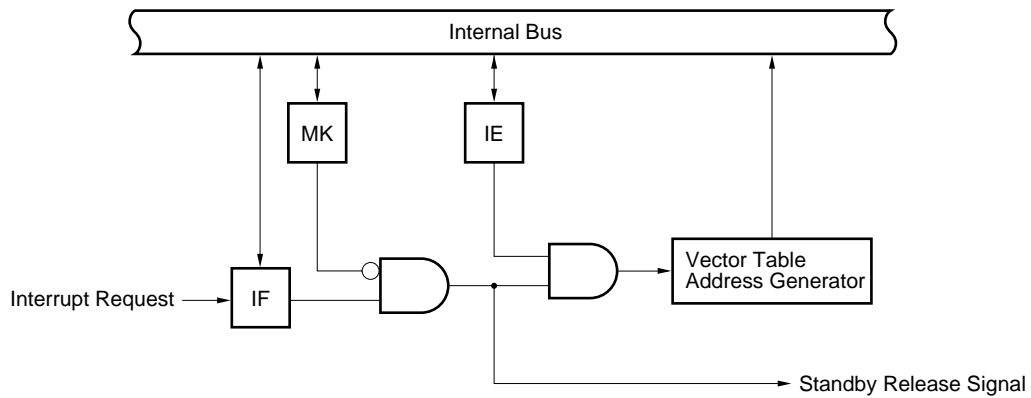 Internal Bus
MK
IE
Vector Table
Address Generator
Interrupt Request
IF
Standby Release Signal